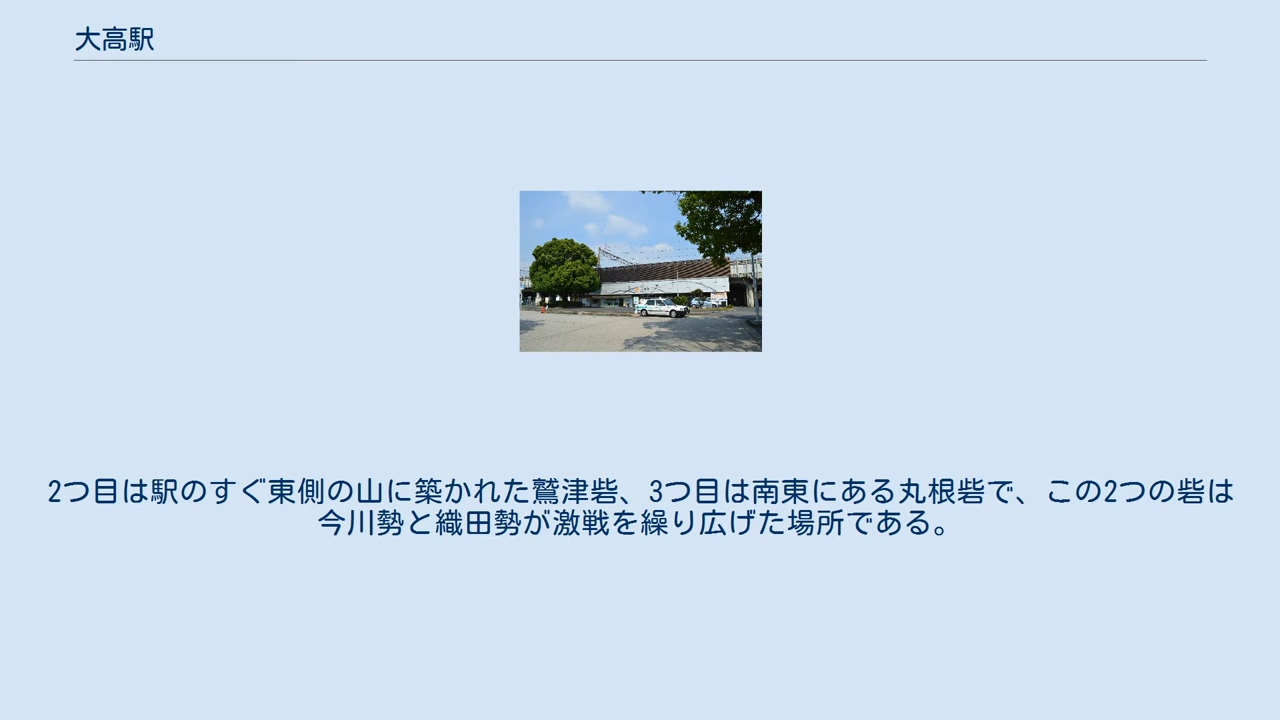 大高駅
2つ目は駅のすぐ東側の山に築かれた鷲津砦、3つ目は南東にある丸根砦で、この2つの砦は
今川勢と織田勢が激戦を繰り広げた場所である。